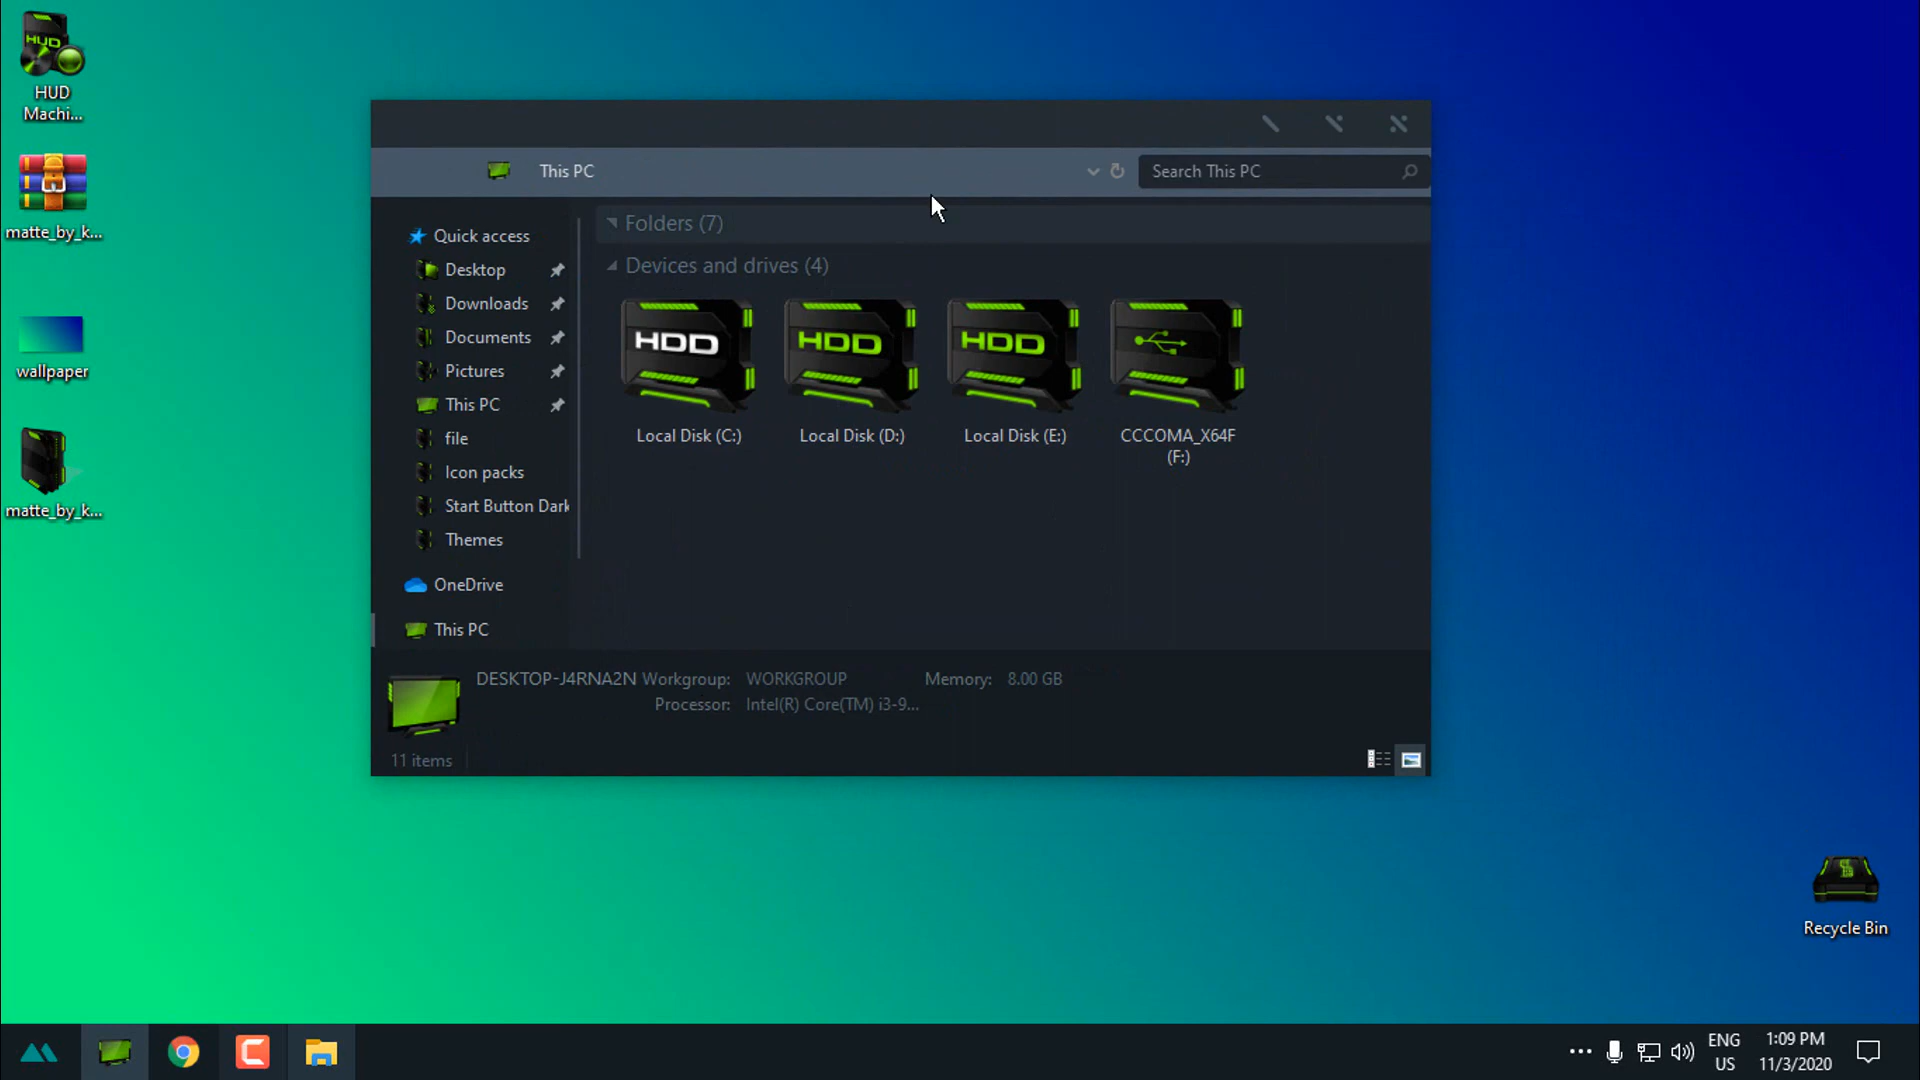 HUD
HUD
Machi...
matte_by_k...
wallpaper
matte_by_k...
This PC
Search This PC
Quick access
Desktop
Downloads
Documents
Pictures
This PC
file
Icon packs
Start Button Dark
Themes
OneDrive
This PC
Folders (7)
Devices and drives (4)
HDD
HDD
HDD
Local Disk (C:)
Local Disk (D:)
Local Disk (E:)
CCCOMA_X64F
(F:)
DESKTOP-J4RNA2N Workgroup: WORKGROUP Memory: 8.00 GB
Processor: Intel(R) Core(TM) i3-9...
11 items
Recycle Bin
ENG
US
1:09 PM
11/3/2020